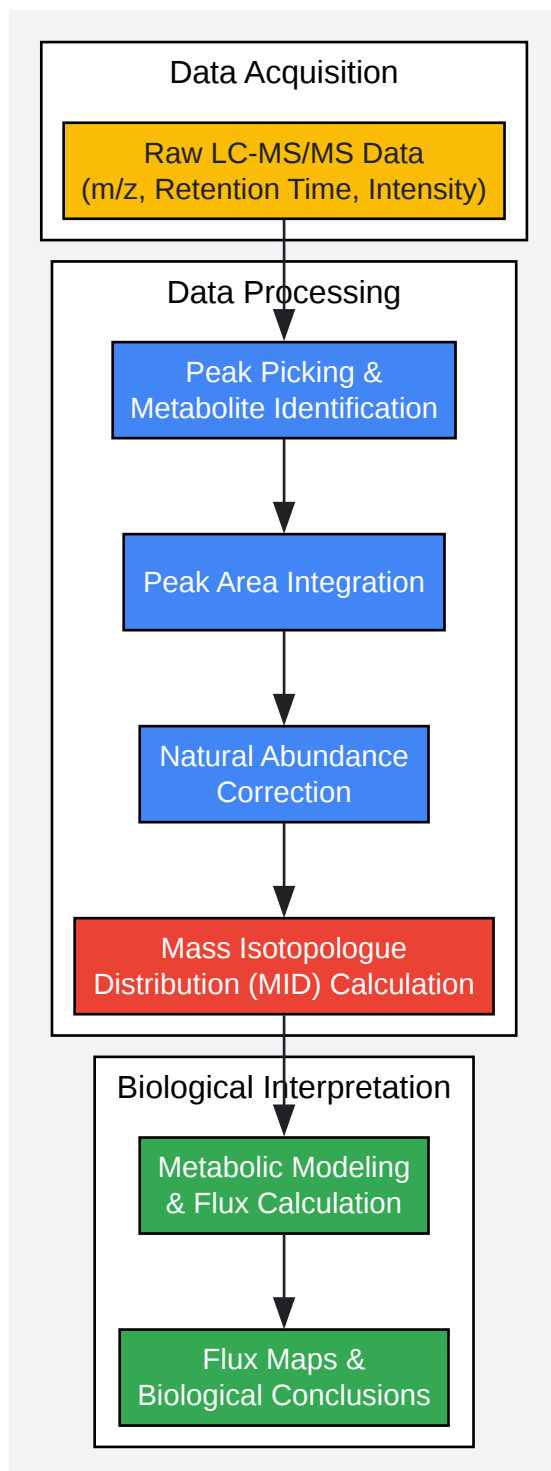 Data Acquisition
Raw LC-MS/MS Data
(m/z, Retention Time, Intensity)
Data Processing
Peak Picking &
Metabolite Identification
Peak Area Integration
Natural Abundance
Correction
Mass Isotopologue
Distribution (MID) Calculation
Biological Interpretation
Metabolic Modeling
& Flux Calculation
Flux Maps &
Biological Conclusions